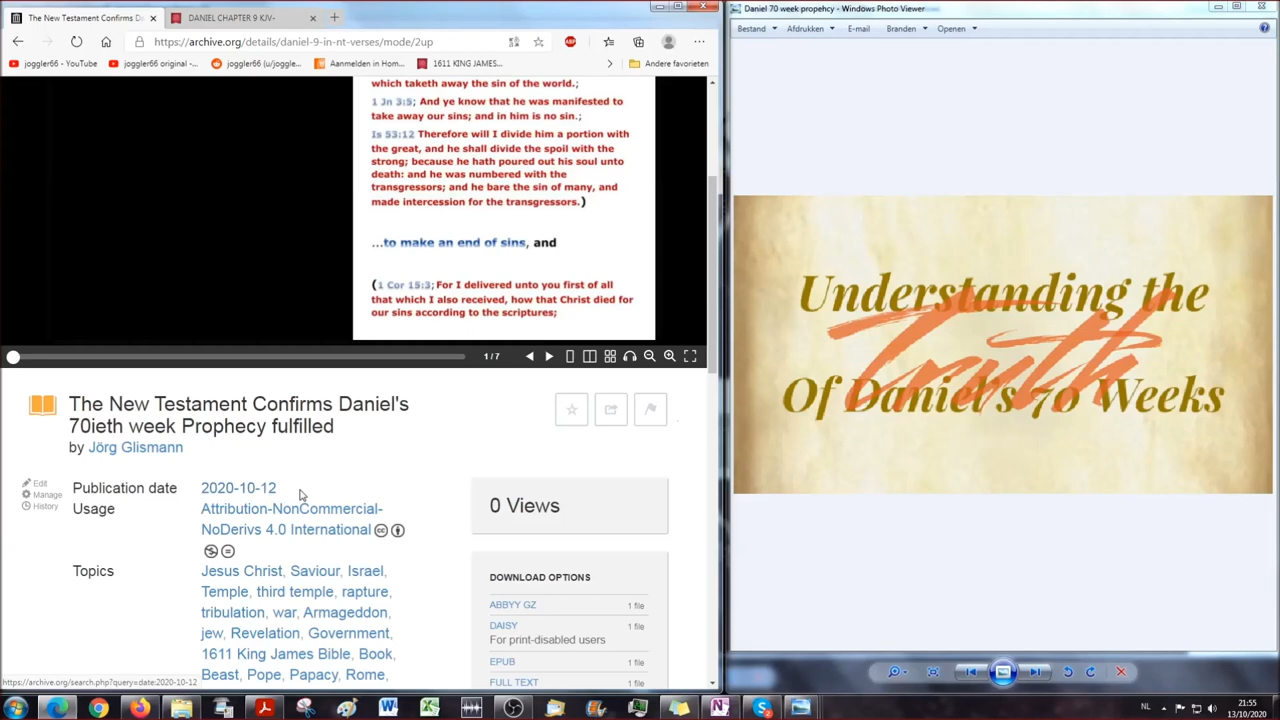 The New Testament Confirms D
DANIEL CHAPTER 9 KJV-
https://archive.org/details/daniel-9-in-nt-verses/mode/2up
joggler66 - YouTube
joggler66 original -...
joggler66 (u/joggle...
Aanmelden in Hom...
1611 KING JAMES...
Andere favorieten
which taketh away the sin of the world.;
1 Jn 3:5; And ye know that he was manifested to
take away our sins; and in him is no sin.;
Is 53:12 Therefore will I divide him a portion with
the great, and he shall divide the spoil with the
strong; because he hath poured out his soul unto
death: and he was numbered with the
transgressors; and he bare the sin of many, and
made intercession for the transgressors.)
...to make an end of sins, and
(1 Cor 15:3; For I delivered unto you first of all
that which I also received, how that Christ died for
our sins according to the scriptures;
1/7
The New Testament Confirms Daniel's
70ieth week Prophecy fulfilled
by Jörg Glismann
Edit
Manage
History
Publication date
2020-10-12
Usage
Attribution-NonCommercial-
NoDerivs 4.0 International
Topics
Jesus Christ, Saviour, Israel,
Temple, third temple, rapture,
tribulation, war, Armageddon,
jew, Revelation, Government,
1611 King James Bible, Book,
Beast, Pope, Papacy, Rome,
0 Views
DOWNLOAD OPTIONS
ABBYY GZ
1 file
DAISY
1 file
For print-disabled users
EPUB
1 file
FULL TEXT
1 file
https://archive.org/search.php?query=date:2020-10-12
Daniel 70 week propehcy - Windows Photo Viewer
Bestand
Afdrukken
E-mail
Branden
Openen
Understanding the
Truth
Of Daniel's 70 Weeks
NL
21:55
13/10/2020